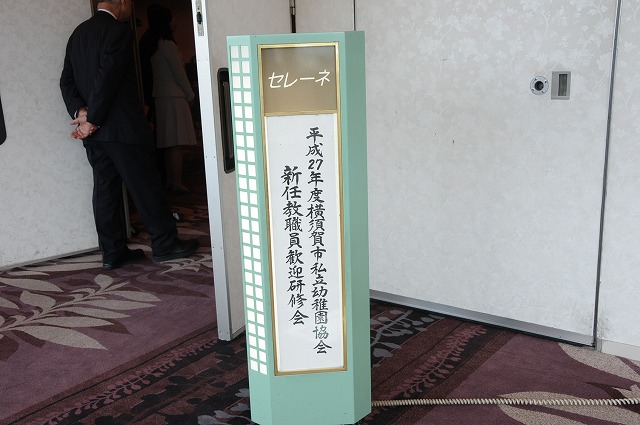 セレーネ
平成27年度横須賀市私立幼稚園協会
新任教職員歓迎研修会